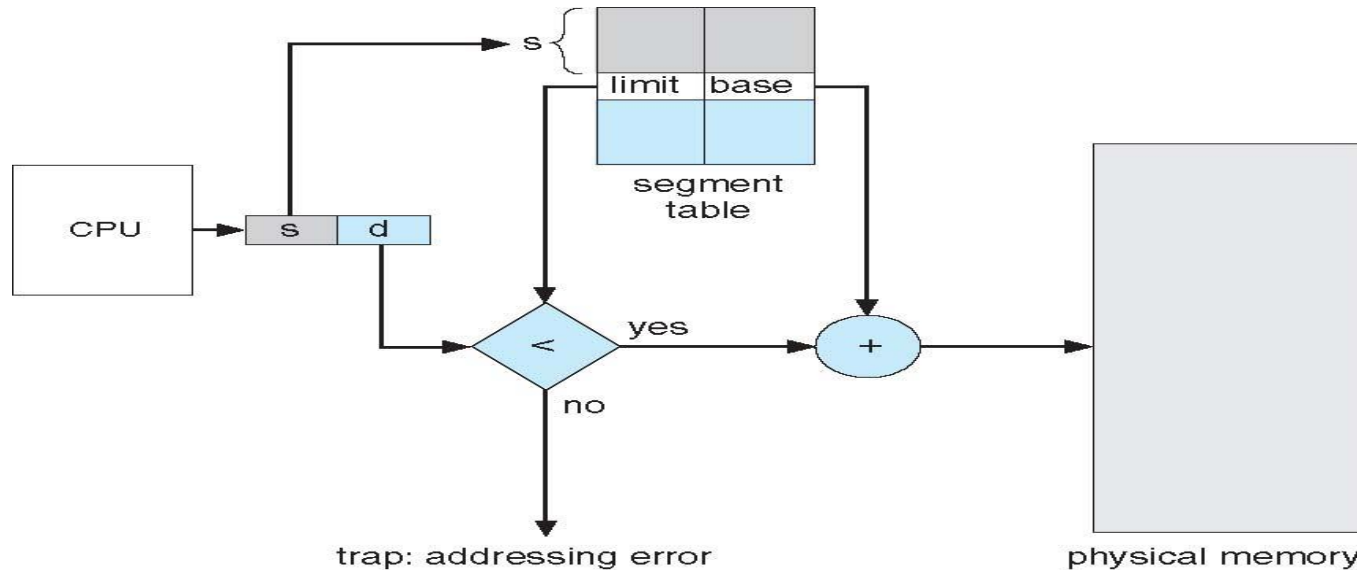 s
limit base
segment
table
CPU
s d
<
yes
+
no
trap: addressing error
physical memory